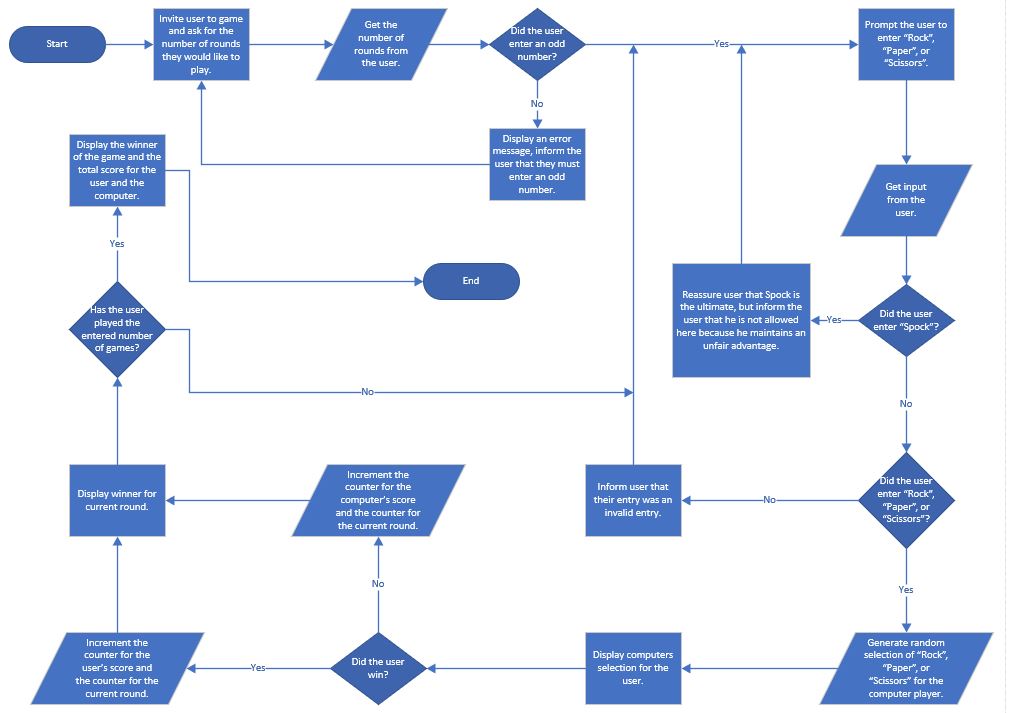 Start
Invite user to game
and ask for the
number of rounds
they would like to
play.
Get the
number of
rounds from
the user.
Did the user
enter an odd
number?
Yes
Prompt the user to
enter "Rock",
"Paper", or
"Scissors".
No
Display an error
message, inform the
user that they must
enter an odd
number.
Display the winner
of the game and the
total score for the
user and the
computer.
Get input
from the
user.
Yes
End
Reassure user that Spock is
the ultimate, but inform the
user that he is not allowed
here because he maintains an
unfair advantage.
Yes
Did the user
enter "Spock"?
Has the user
played the
entered number
of games?
No
No
Display winner for
current round.
Increment the
counter for the
computer's score
and the counter for
the current round.
Inform user that
their entry was an
invalid entry.
No
Did the user
enter "Rock",
"Paper", or
"Scissors"?
No
Yes
Increment the
counter for the
user's score and
the counter for the
current round.
Yes
Did the user
win?
Display computers
selection for the
user.
Generate random
selection of "Rock",
"Paper", or
"Scissors" for the
computer player.